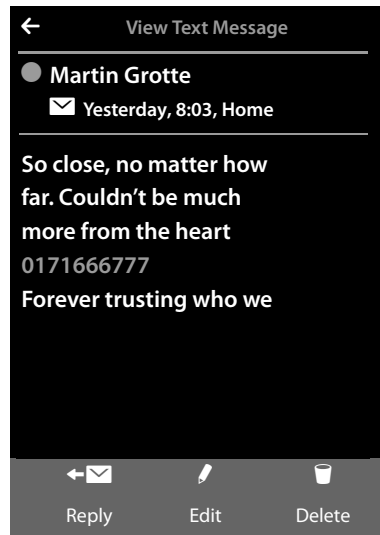 View Text Message
Martin Grotte
Yesterday, 8:03, Home
So close, no matter how
far. Couldn’t be much
more from the heart
0171666777
Forever trusting who we
Reply Edit Delete